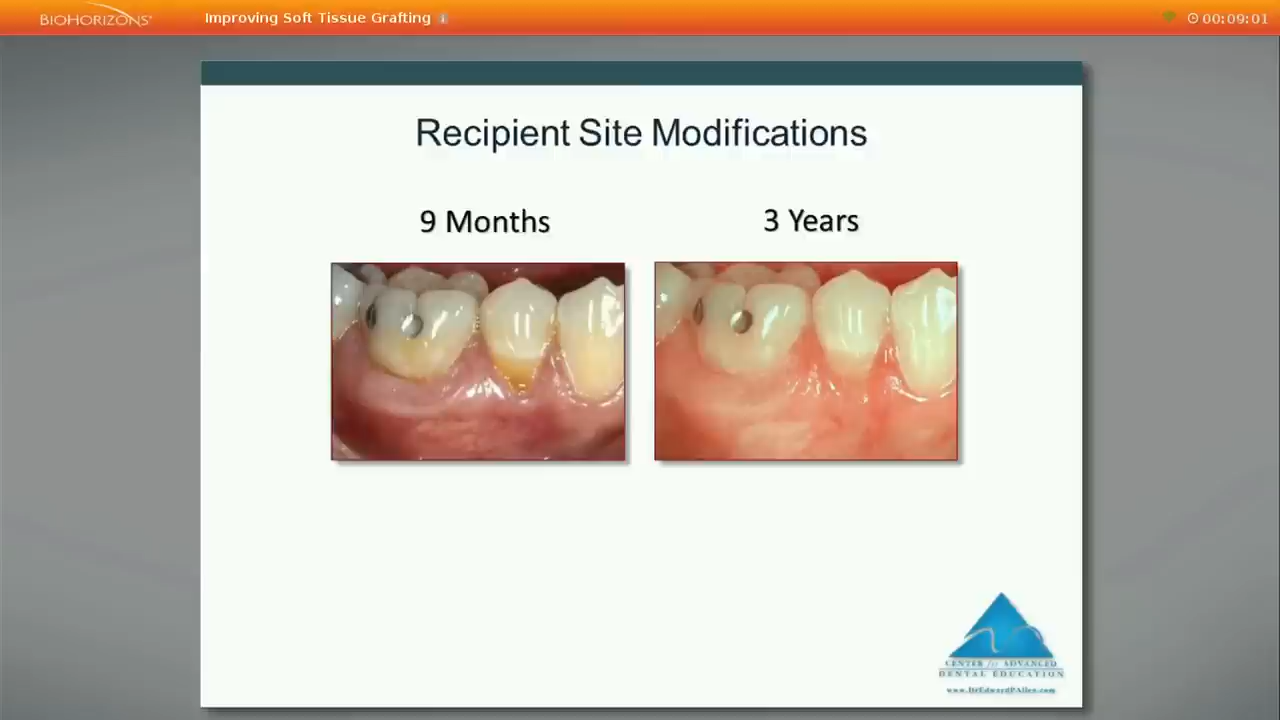 BIOHORIZONS®
Improving Soft Tissue Grafting
00:09:01
Recipient Site Modifications
9 Months
3 Years
CENTER for ADVANCED
DENTAL EDUCATION
www.DrEdwardPAllen.com